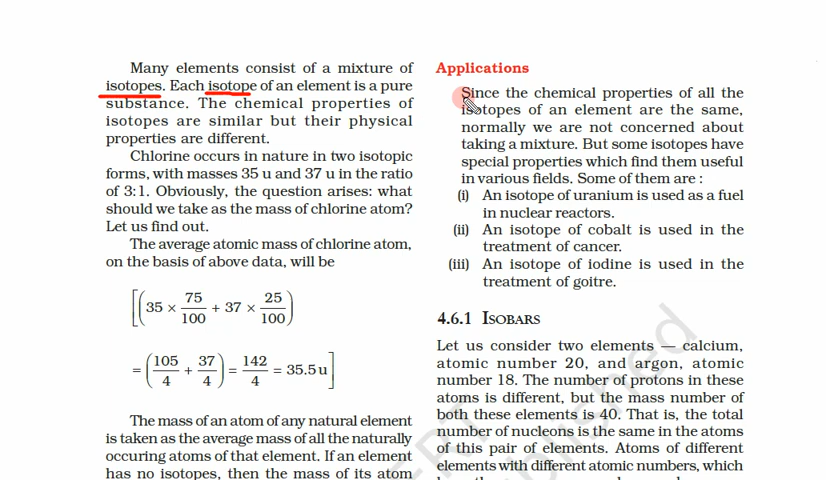 Many elements consist of a mixture of
isotopes. Each isotope of an element is a pure
substance. The chemical properties of
isotopes are similar but their physical
properties are different.
Chlorine occurs in nature in two isotopic
forms, with masses 35 u and 37 u in the ratio
of 3:1. Obviously, the question arises: what
should we take as the mass of chlorine atom?
Let us find out.
The average atomic mass of chlorine atom,
on the basis of above data, will be
[(35 × 75/100 + 37 × 25/100)
= (105/4 + 37/4) = 142/4 = 35.5 u]
The mass of an atom of any natural element
is taken as the average mass of all the naturally
occuring atoms of that element. If an element
has no isotopes, then the mass of its atom
Applications
Since the chemical properties of all the
isotopes of an element are the same,
normally we are not concerned about
taking a mixture. But some isotopes have
special properties which find them useful
in various fields. Some of them are :
(i) An isotope of uranium is used as a fuel
in nuclear reactors.
(ii) An isotope of cobalt is used in the
treatment of cancer.
(iii) An isotope of iodine is used in the
treatment of goitre.
4.6.1 ISOBARS
Let us consider two elements — calcium,
atomic number 20, and argon, atomic
number 18. The number of protons in these
atoms is different, but the mass number of
both these elements is 40. That is, the total
number of nucleons is the same in the atoms
of this pair of elements. Atoms of different
elements with different atomic numbers, which